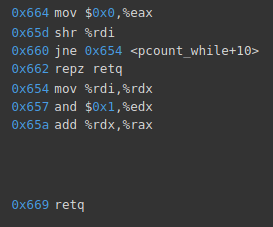 0x664 mov $0x0,%eax
0x65d shr %rdi
0x660 jne 0x654 <pcount_while+10>
0x662 repz retq
0x654 mov %rdi,%rdx
0x657 and $0x1,%edx
0x65a add %rdx,%rax
0x669 retq